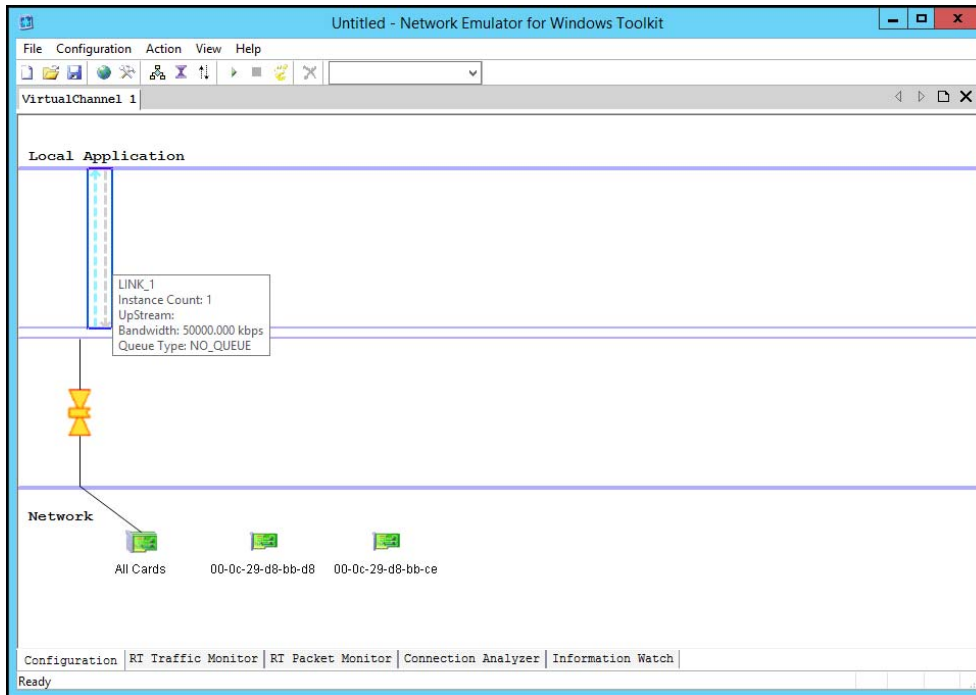 Untitled - Network Emulator for Windows Toolkit
File Configuration Action View Help
VirtualChannel 1
Local Application
LINK_1
Instance Count: 1
UpStream:
Bandwidth: 50000.000 kbps
Queue Type: NO_QUEUE
Network
All Cards 00-0c-29-d8-bb-d8 00-0c-29-d8-bb-ce
Configuration RT Traffic Monitor RT Packet Monitor Connection Analyzer Information Watch
Ready